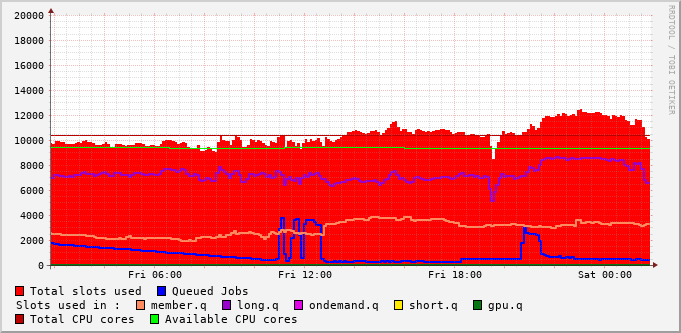 20000
18000
16000
14000
12000
10000
8000
6000
4000
2000
0
Fri 06:00 Fri 12:00 Fri 18:00 Sat 00:00
RRDTOOL / TOBI OETIKER
Total slots used Queued Jobs
Slots used in : member.q long.q ondemand.q short.q gpu.q
Total CPU cores Available CPU cores